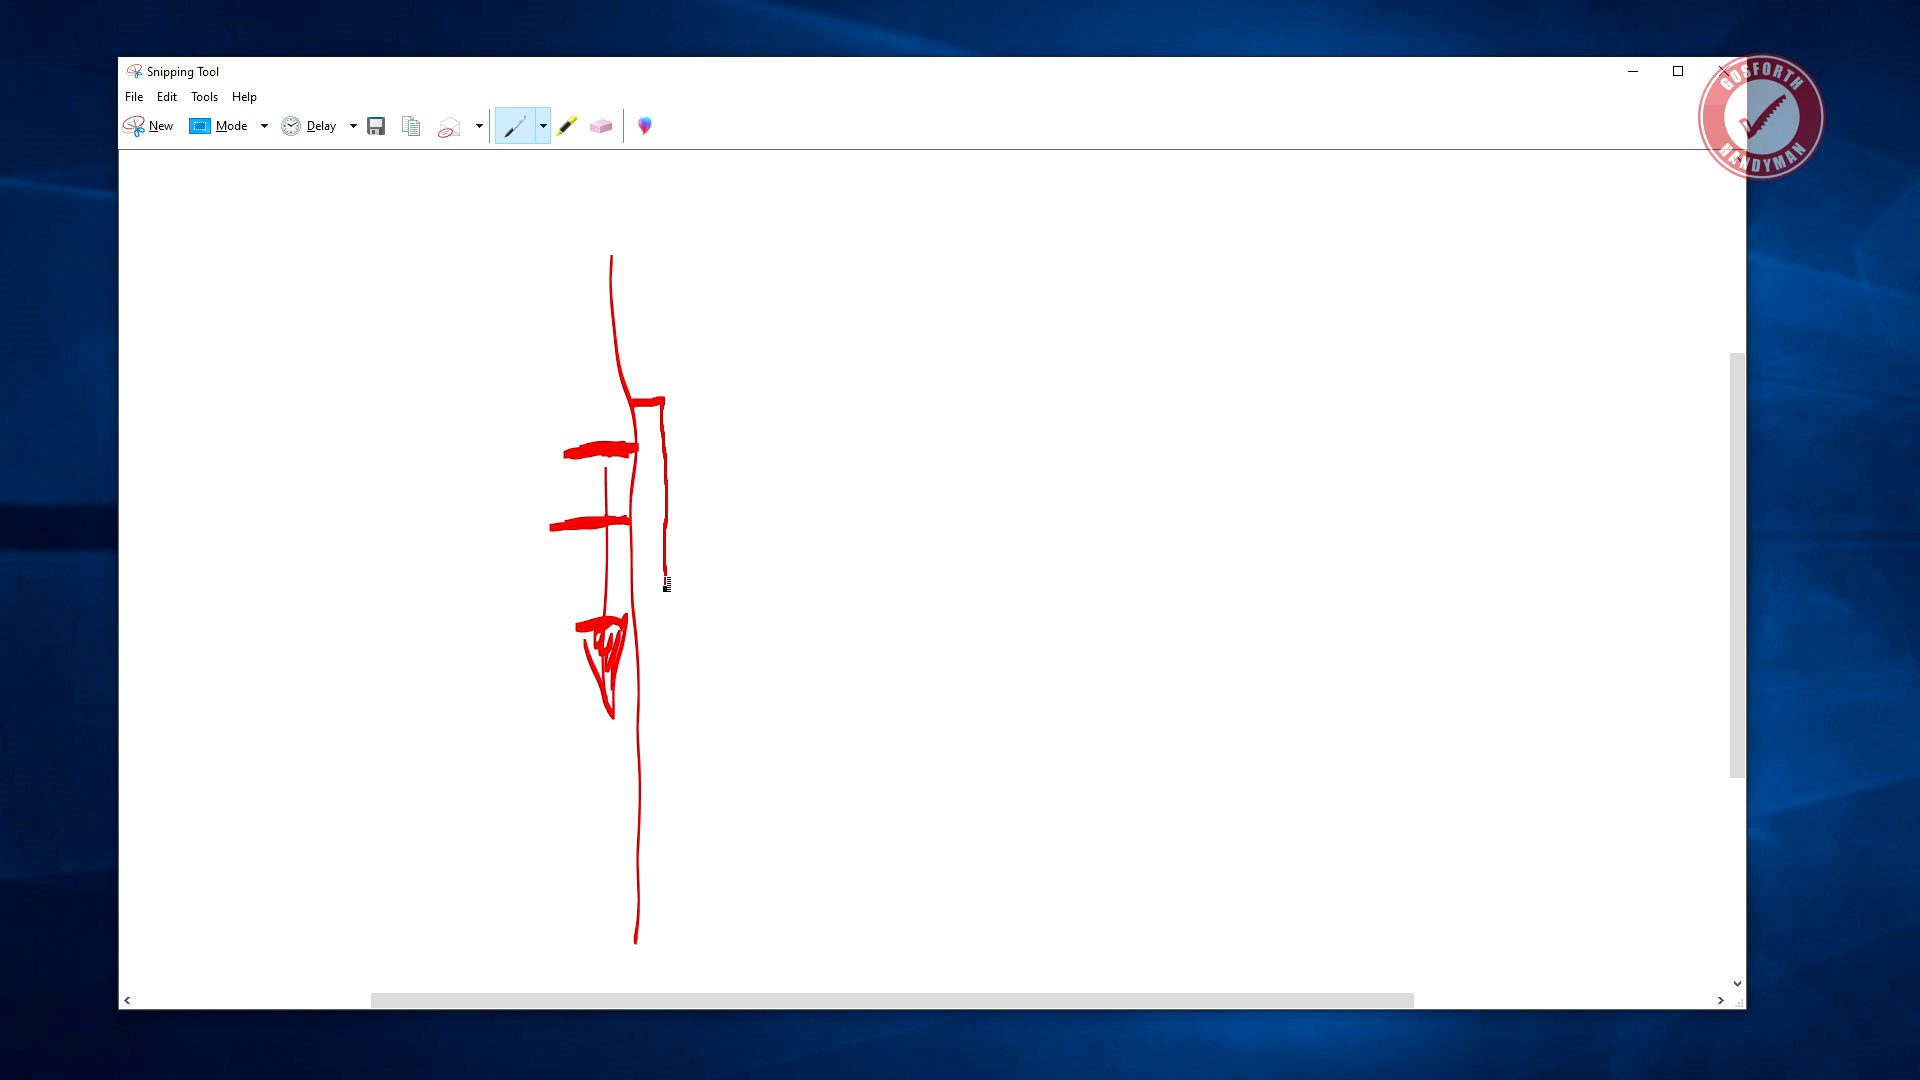 Snipping Tool
File Edit Tools Help
New Mode Delay
GOSFORTH
HANDYMAN